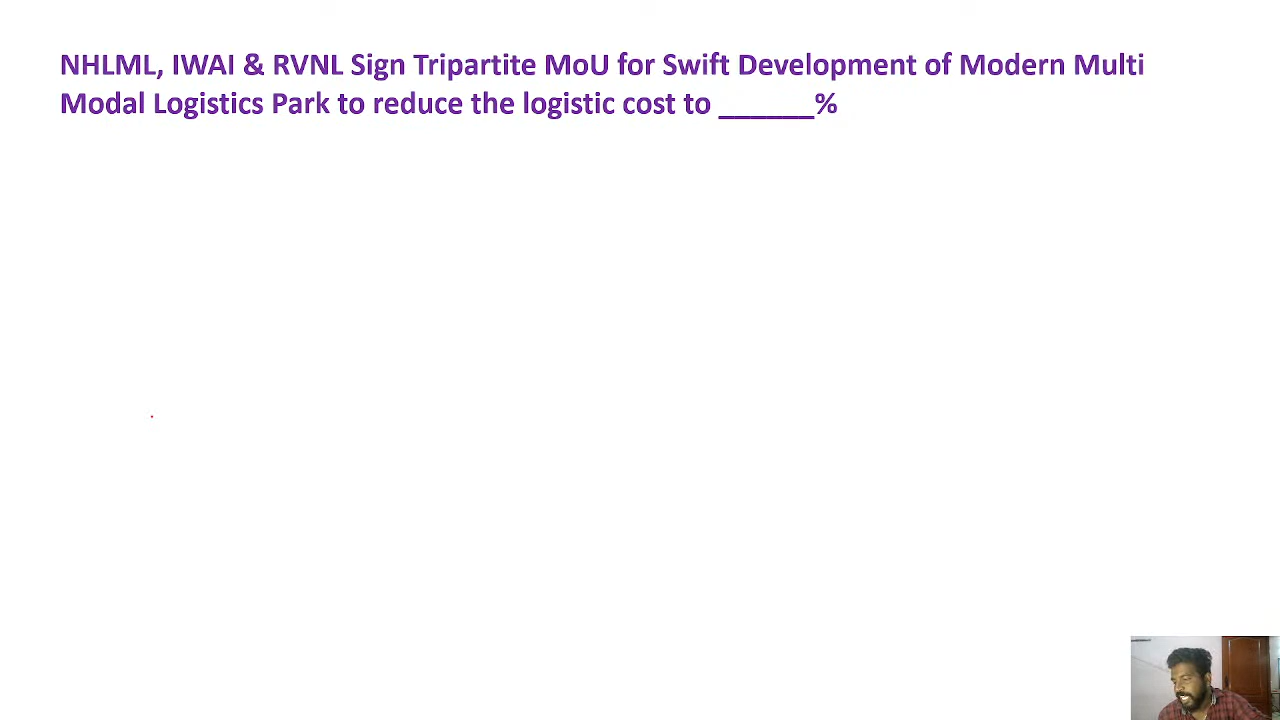 NHLML, IWAI & RVNL Sign Tripartite MoU for Swift Development of Modern Multi
Modal Logistics Park to reduce the logistic cost to ______%